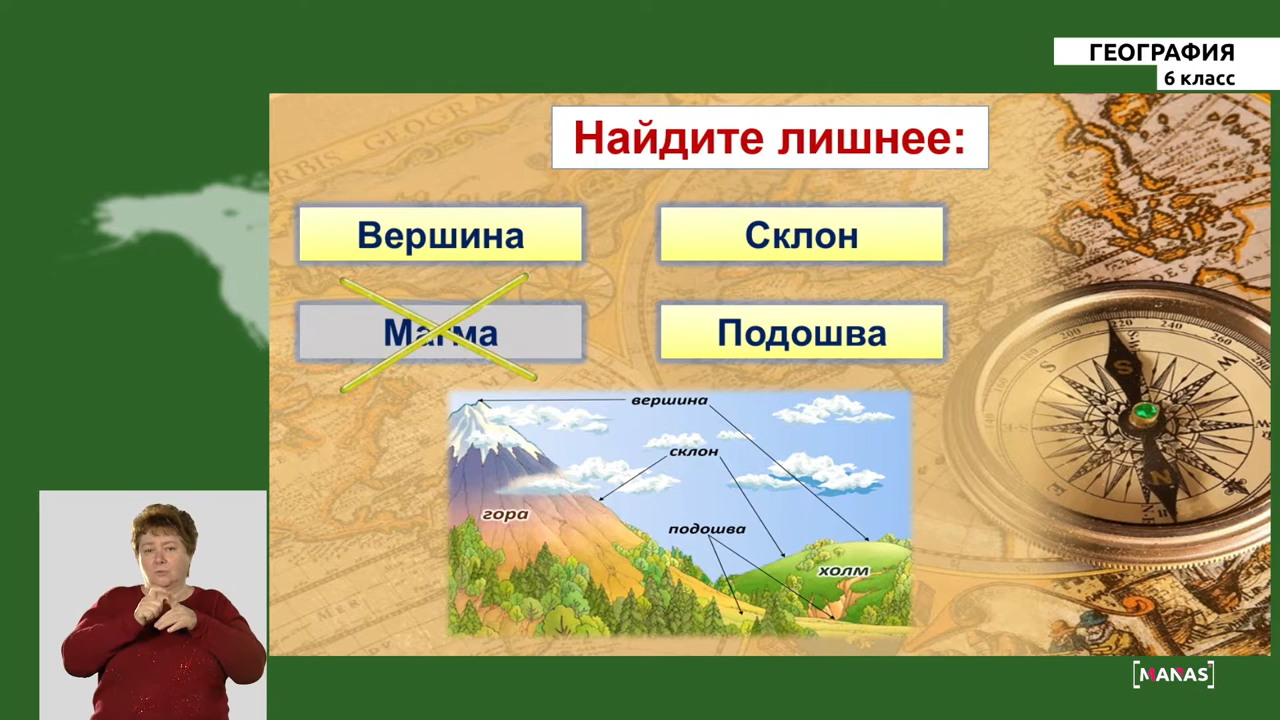 ГЕОГРАФИЯ
6 класс
Найдите лишнее:
Вершина
Склон
Магма
Подошва
вершина
склон
гора
подошва
холм
[MANAS]